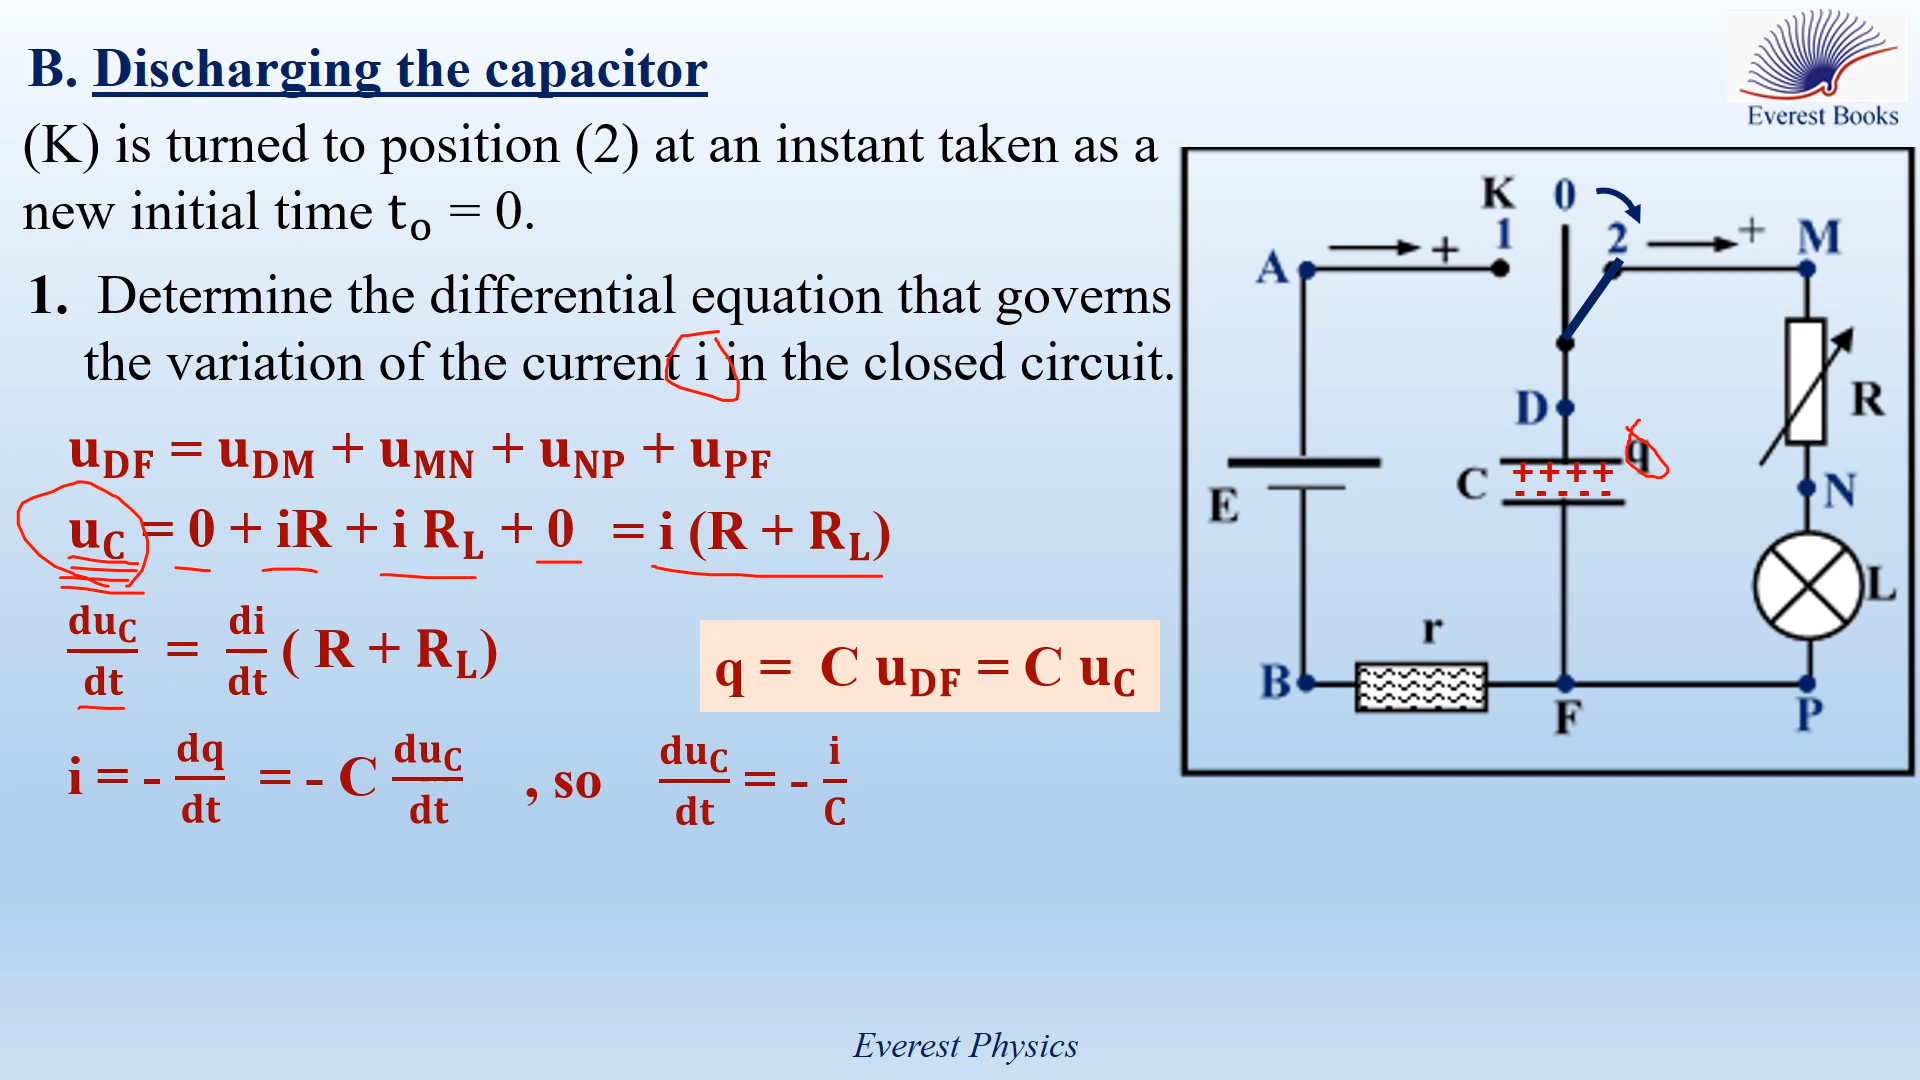 B. Discharging the capacitor
Everest Books
(K) is turned to position (2) at an instant taken as a
new initial time t₀ = 0.
1. Determine the differential equation that governs
the variation of the current i in the closed circuit.
u_DF = u_DM + u_MN + u_NP + u_PF
u_C = 0 + iR + i R_L + 0 = i (R + R_L)
du_C/dt = di/dt ( R + R_L)
q = C u_DF = C u_C
i = - dq/dt = - C du_C/dt , so du_C/dt = - i/C
K 0
1 2 + M
A +
R
D
q
C ++++
-----
E
N
L
r
B
F
P
Everest Physics